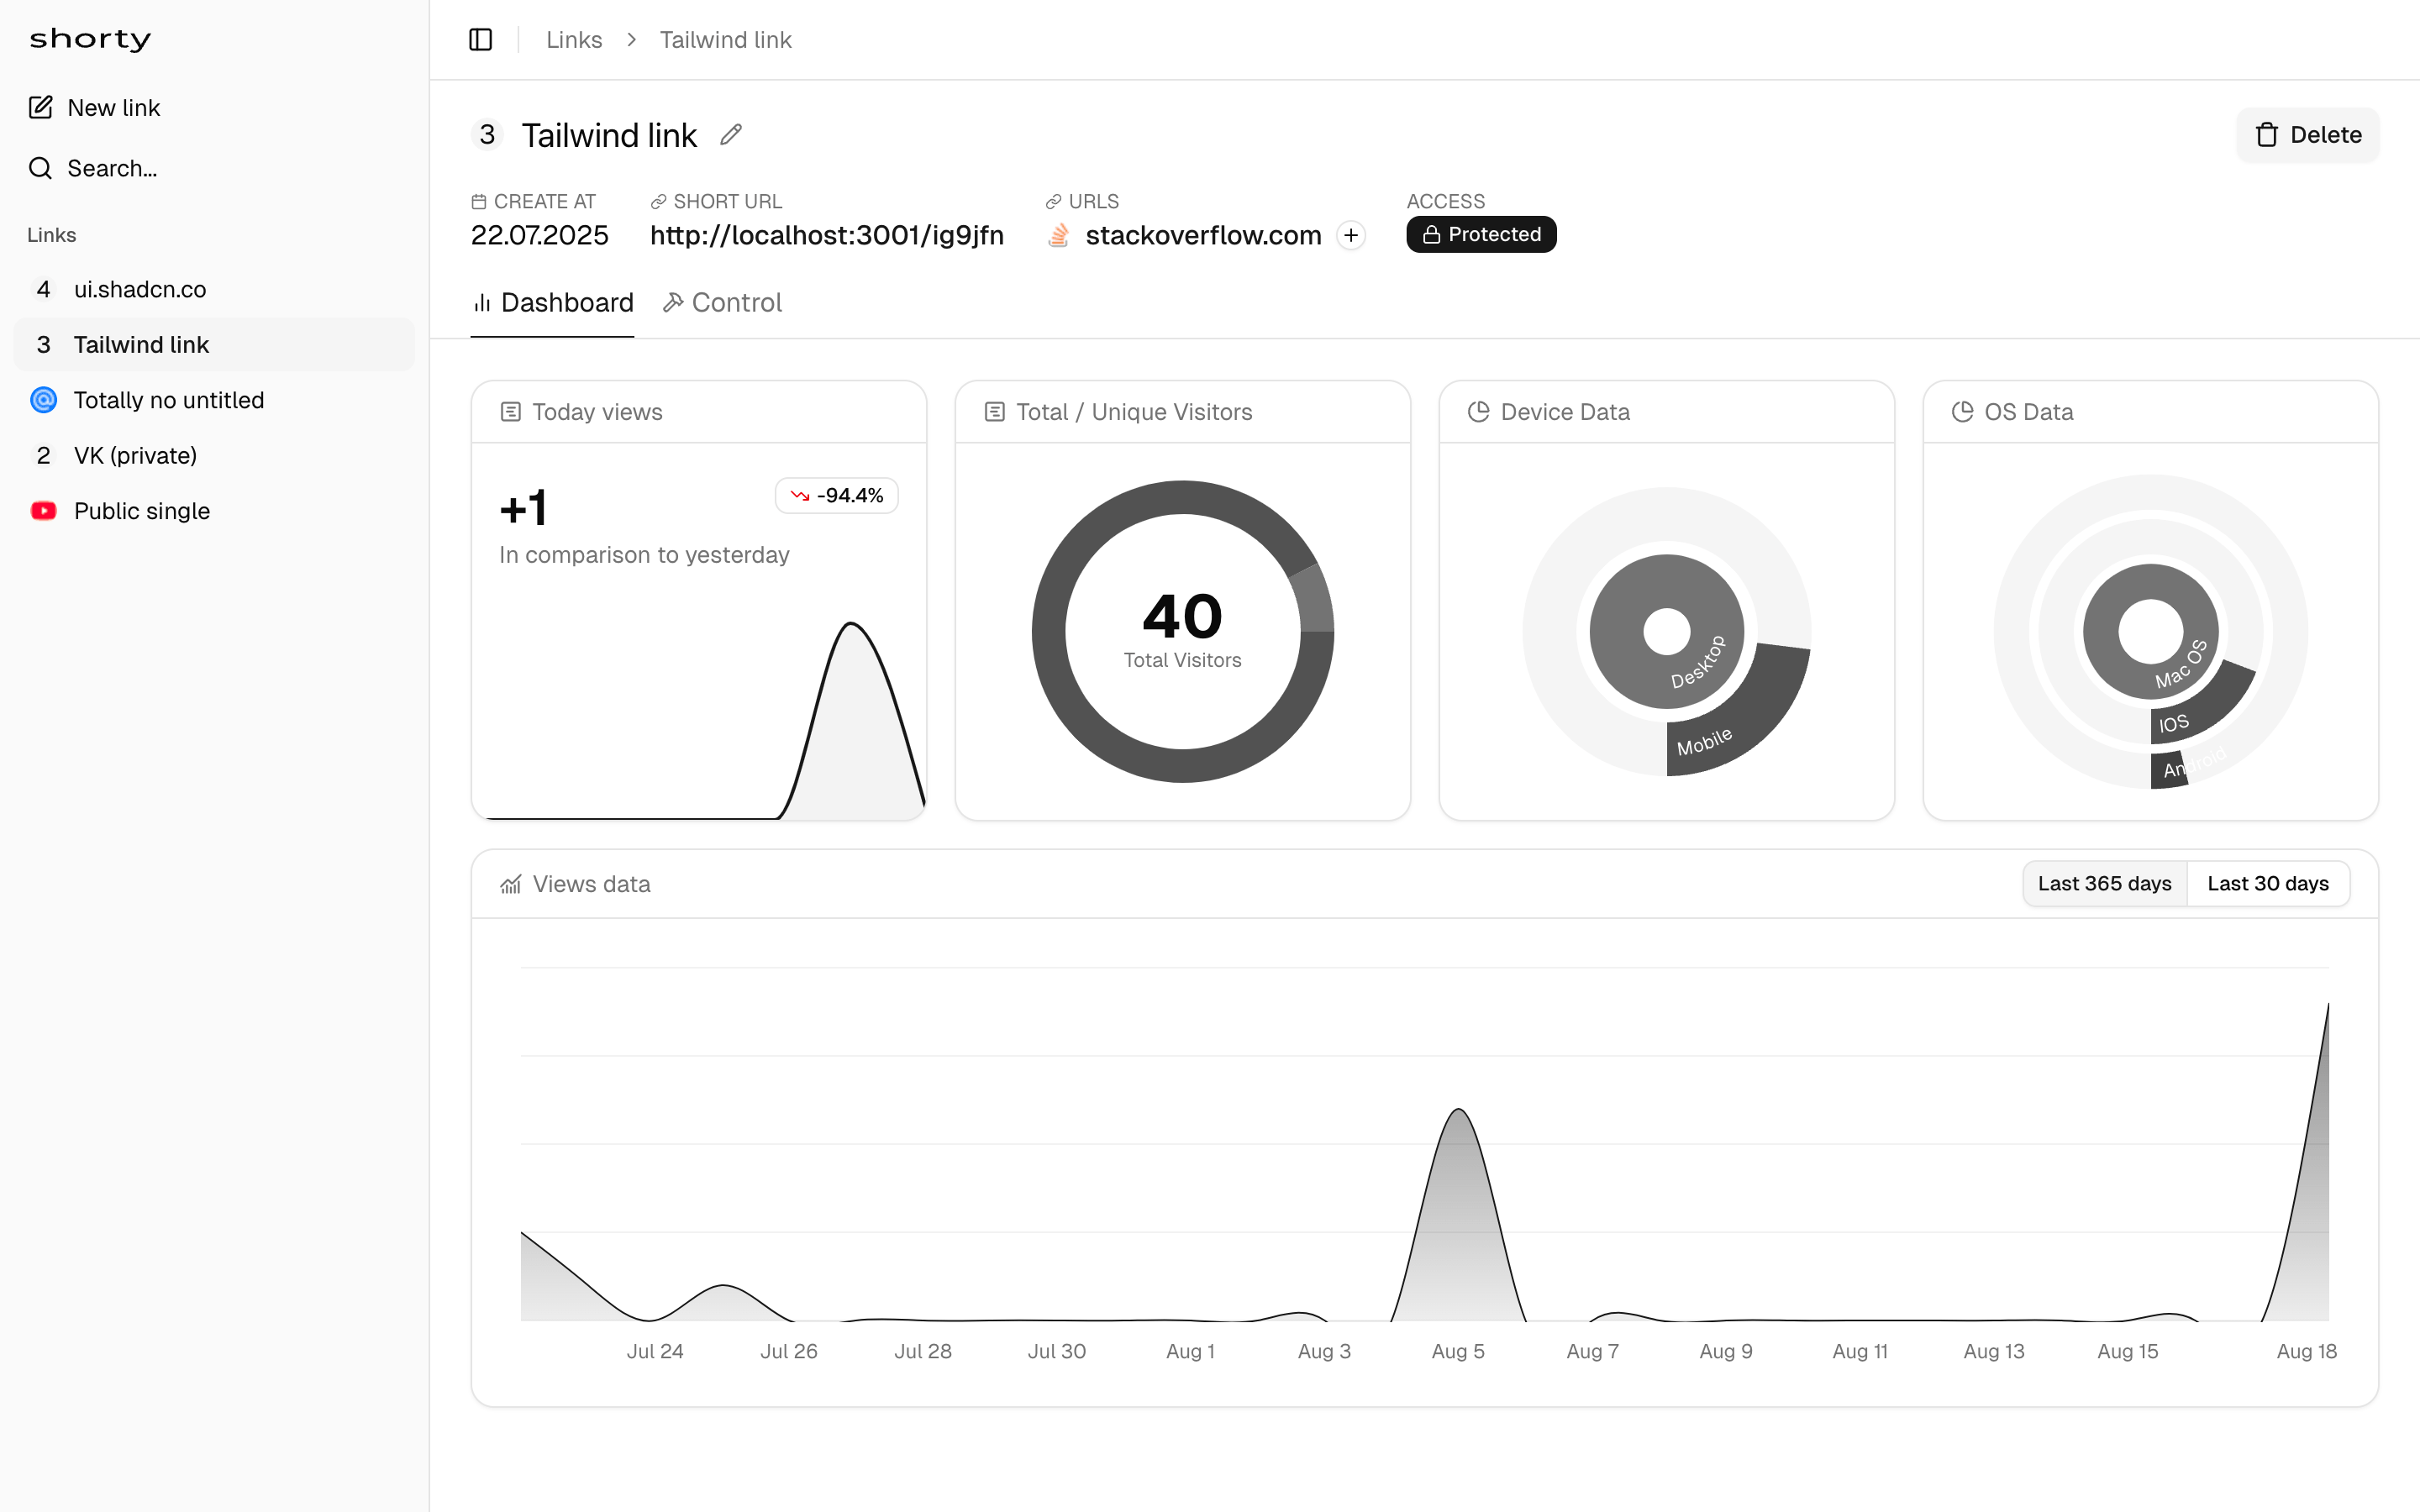 shorty
New link
Search...
Links
4 ui.shadcn.co
3 Tailwind link
Totally no untitled
2 VK (private)
Public single
Links > Tailwind link
3 Tailwind link
Delete
CREATE AT
22.07.2025
SHORT URL
http://localhost:3001/ig9jfn
URLS
stackoverflow.com
ACCESS
Protected
Dashboard
Control
Today views
+1
-94.4%
In comparison to yesterday
Total / Unique Visitors
40
Total Visitors
Device Data
Desktop
Mobile
OS Data
Mac OS
IOS
Android
Views data
Last 365 days
Last 30 days
Jul 24 Jul 26 Jul 28 Jul 30 Aug 1 Aug 3 Aug 5 Aug 7 Aug 9 Aug 11 Aug 13 Aug 15 Aug 18